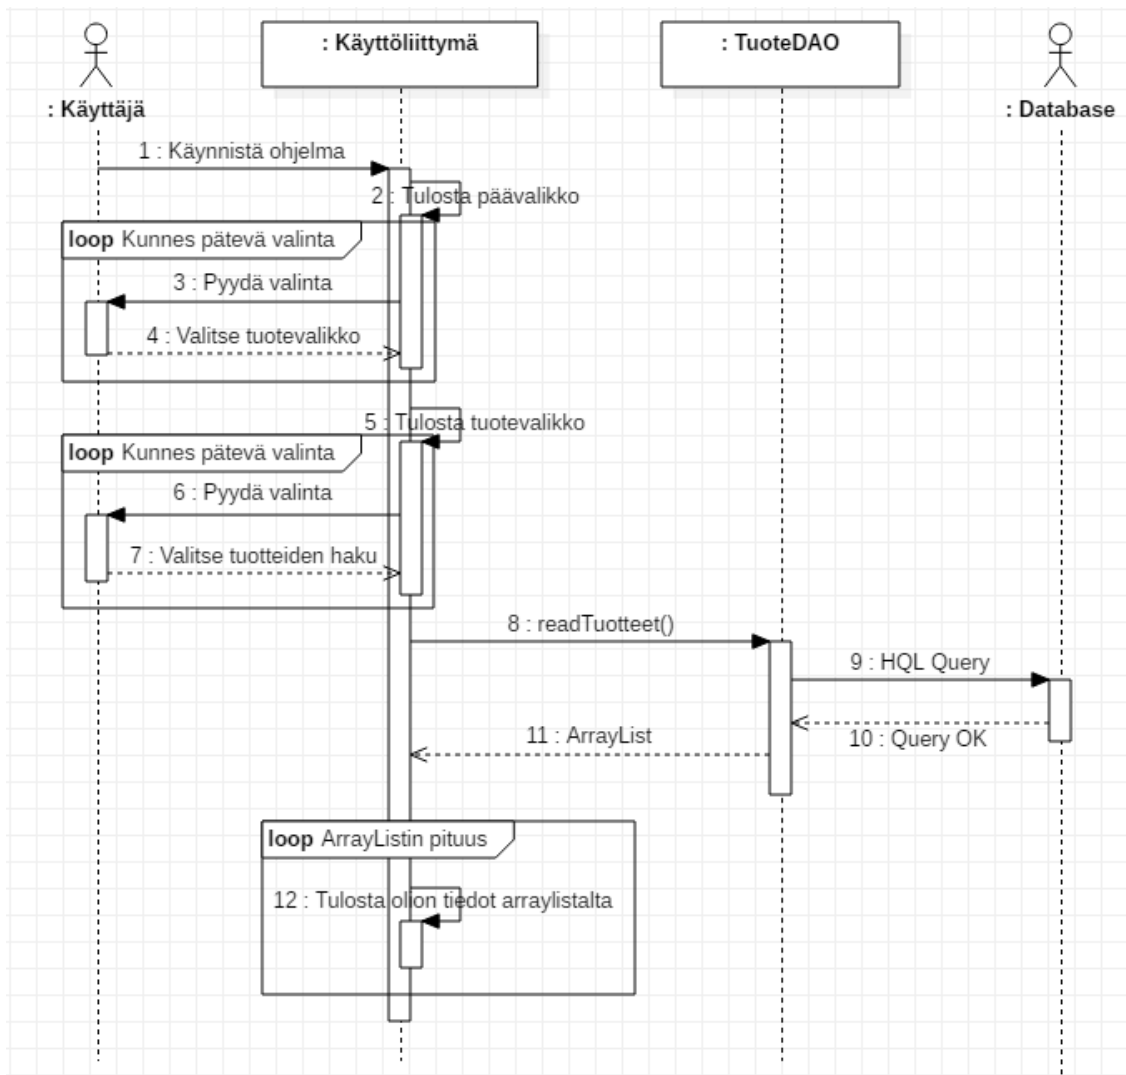 : Käyttöliittymä
: TuoteDAO
: Käyttäjä
: Database
1 : Käynnistä ohjelma
2 : Tulosta päävalikko
loop Kunnes pätevä valinta
3 : Pyydä valinta
4 : Valitse tuotevalikko
5 : Tulosta tuotevalikko
loop Kunnes pätevä valinta
6 : Pyydä valinta
7 : Valitse tuotteiden haku
8 : readTuotteet()
9 : HQL Query
10 : Query OK
11 : ArrayList
loop ArrayListin pituus
12 : Tulosta olion tiedot arraylistalta